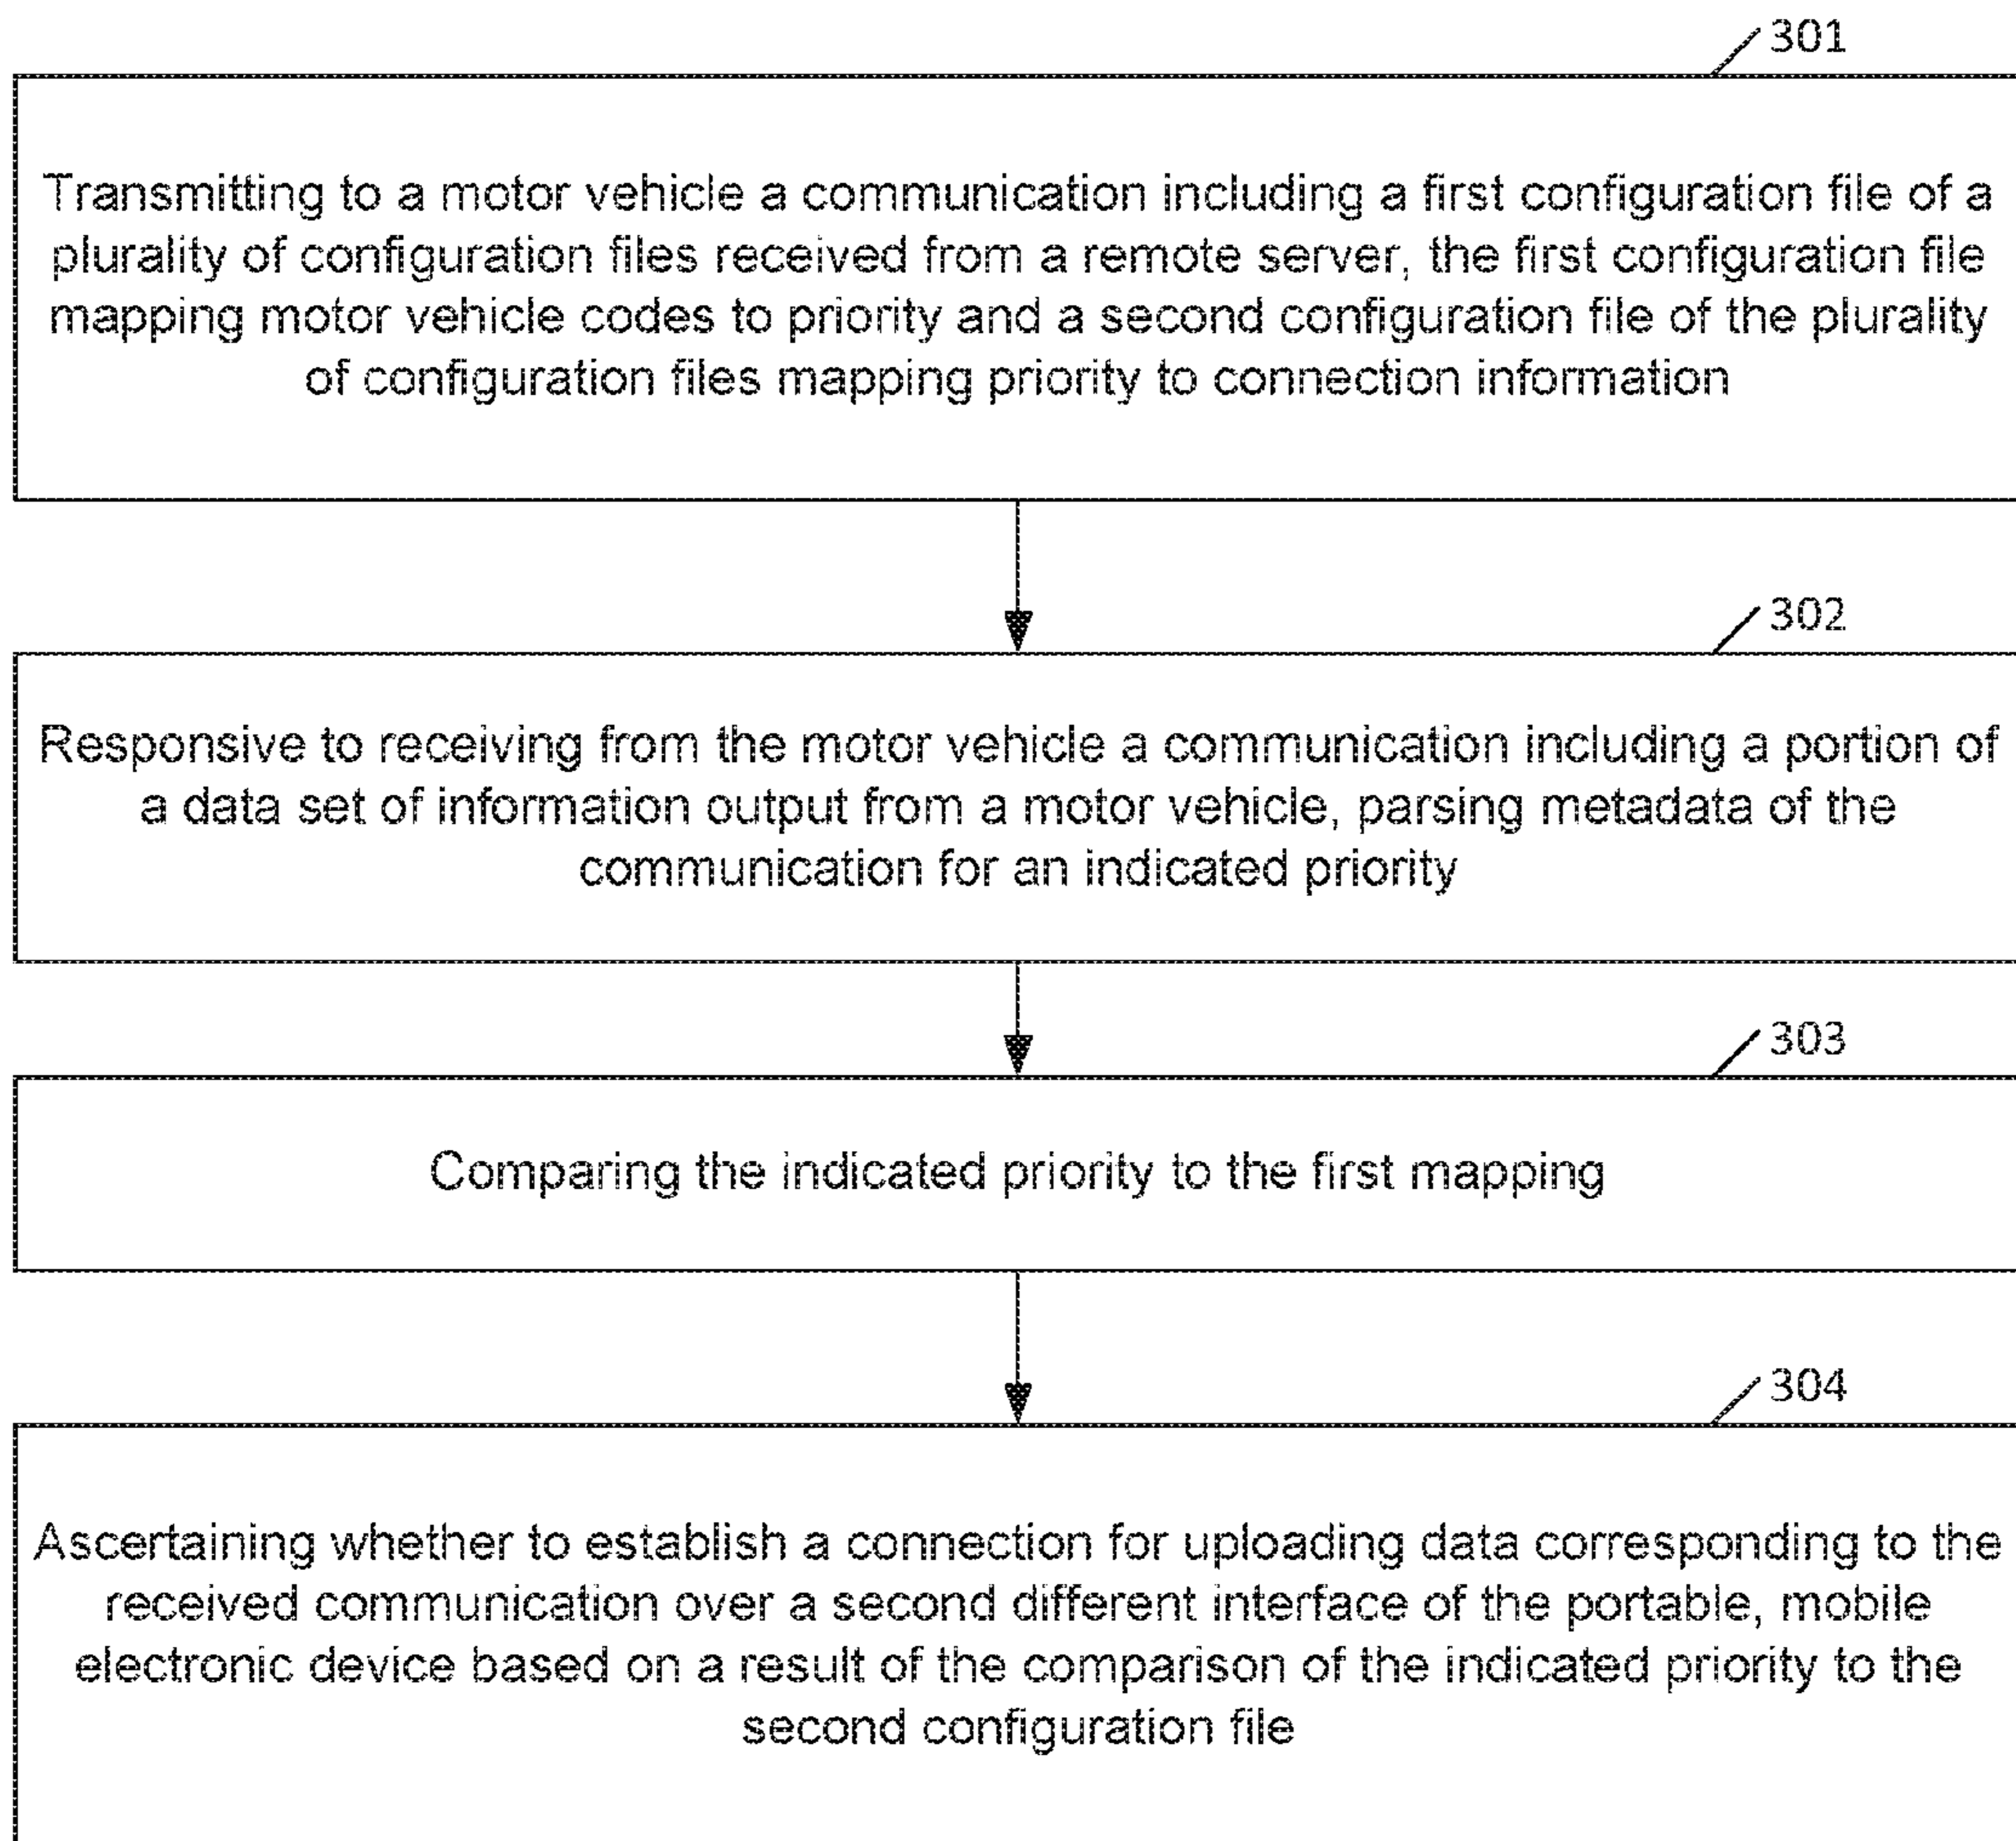 301
Transmitting to a motor vehicle a communication including a first configuration file of a
plurality of configuration files received from a remote server, the first configuration file
mapping motor vehicle codes to priority and a second configuration file of the plurality
of configuration files mapping priority to connection information
302
Responsive to receiving from the motor vehicle a communication including a portion of
a data set of information output from a motor vehicle, parsing metadata of the
communication for an indicated priority
303
Comparing the indicated priority to the first mapping
304
Ascertaining whether to establish a connection for uploading data corresponding to the
received communication over a second different interface of the portable, mobile
electronic device based on a result of the comparison of the indicated priority to the
second configuration file